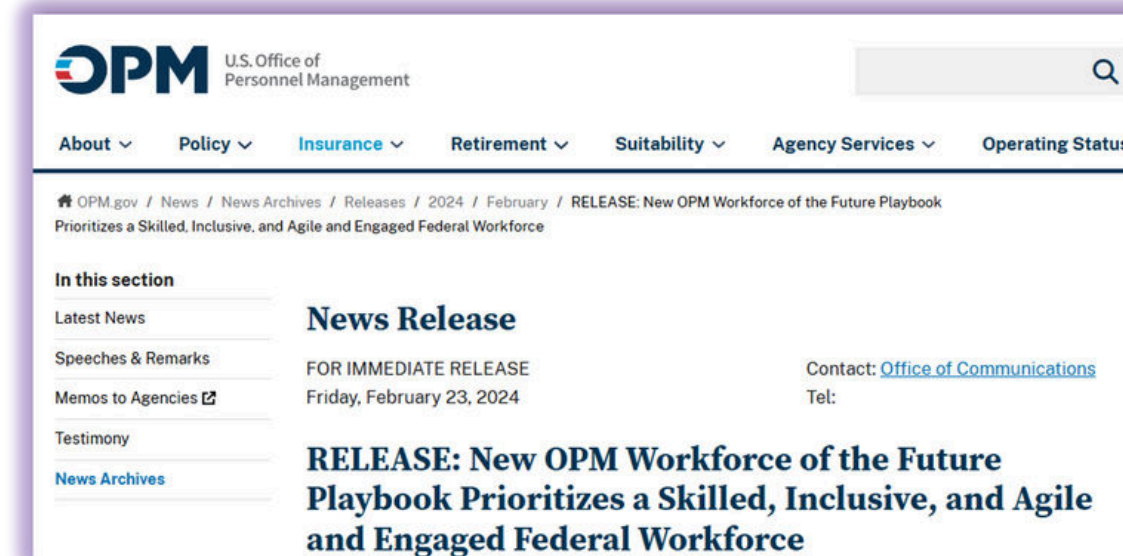 OPM U.S. Office of
Personnel Management
About Policy Insurance Retirement Suitability Agency Services Operating Status
OPM.gov / News / News Archives / Releases / 2024 / February / RELEASE: New OPM Workforce of the Future Playbook
Prioritizes a Skilled, Inclusive, and Agile and Engaged Federal Workforce
In this section
Latest News
Speeches & Remarks
Memos to Agencies
Testimony
News Archives
News Release
FOR IMMEDIATE RELEASE
Friday, February 23, 2024
Contact: Office of Communications
Tel:
RELEASE: New OPM Workforce of the Future
Playbook Prioritizes a Skilled, Inclusive, and Agile
and Engaged Federal Workforce